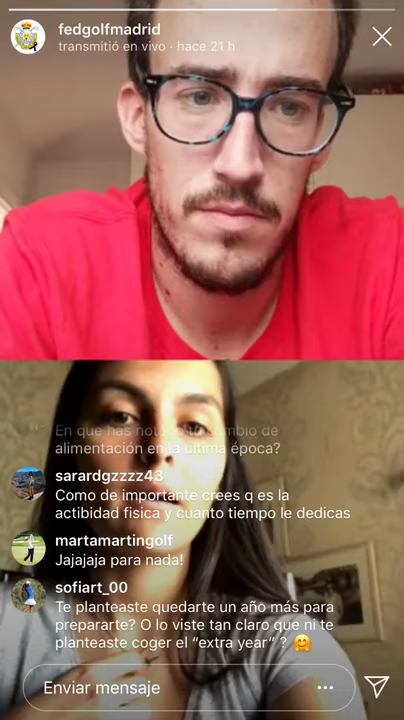 fedgolfmadrid
transmitió en vivo · hace 21 h
En que has notado cambio de
alimentación en la última época?
sarardgzzzz43
Como de importante crees q es la
actibidad fisica y cuanto tiempo le dedicas
martamartingolf
Jajajaja para nada!
sofiart_00
Te planteaste quedarte un año más para
prepararte? O lo viste tan claro que ni te
planteaste coger el “extra year” ? 🤗
Enviar mensaje